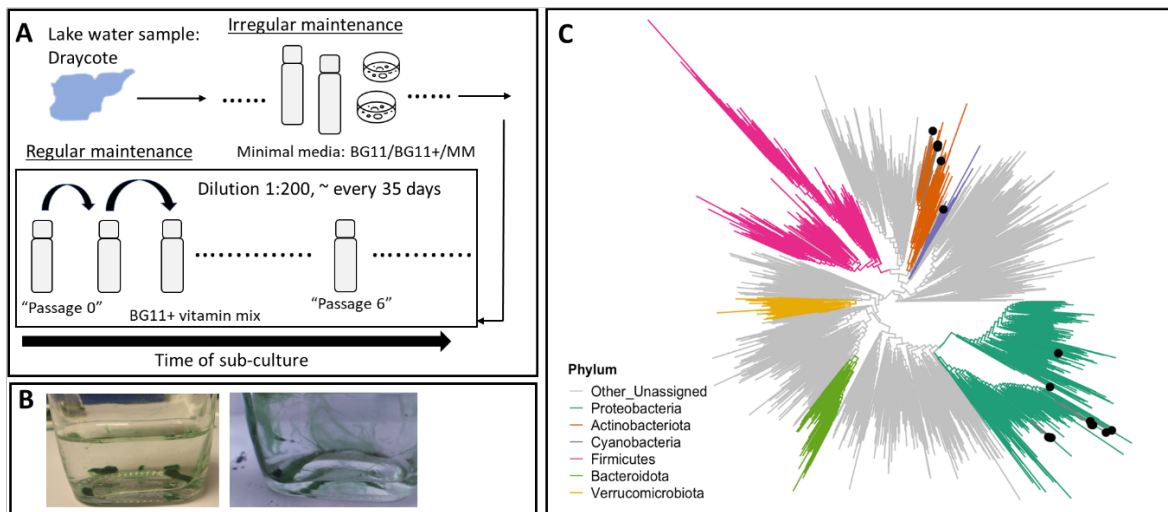 A
Lake water sample:
Draycote
Irregular maintenance
Minimal media: BG11/BG11+/MM
Regular maintenance
Dilution 1:200, ~ every 35 days
“Passage 0”
BG11+ vitamin mix
“Passage 6”
Time of sub-culture
B
C
Phylum
Other_Unassigned
Proteobacteria
Actinobacteriota
Cyanobacteria
Firmicutes
Bacteroidota
Verrucomicrobiota